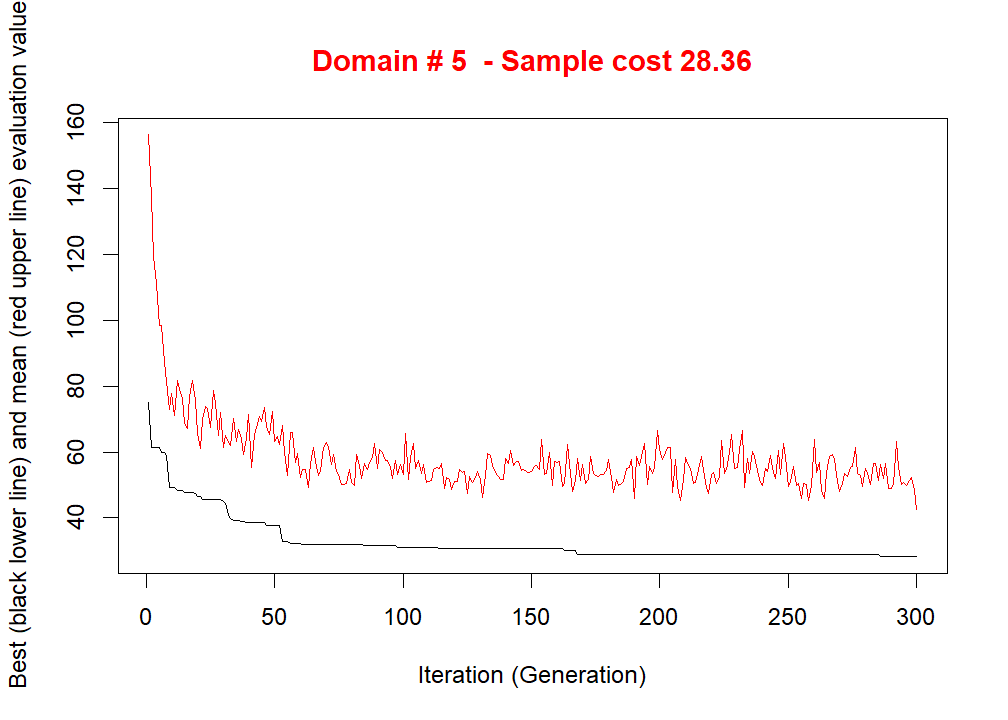 Domain # 5  - Sample cost 28.36
Best (black lower line) and mean (red upper line) evaluation value
160
140
120
100
80
60
40
0 50 100 150 200 250 300
Iteration (Generation)